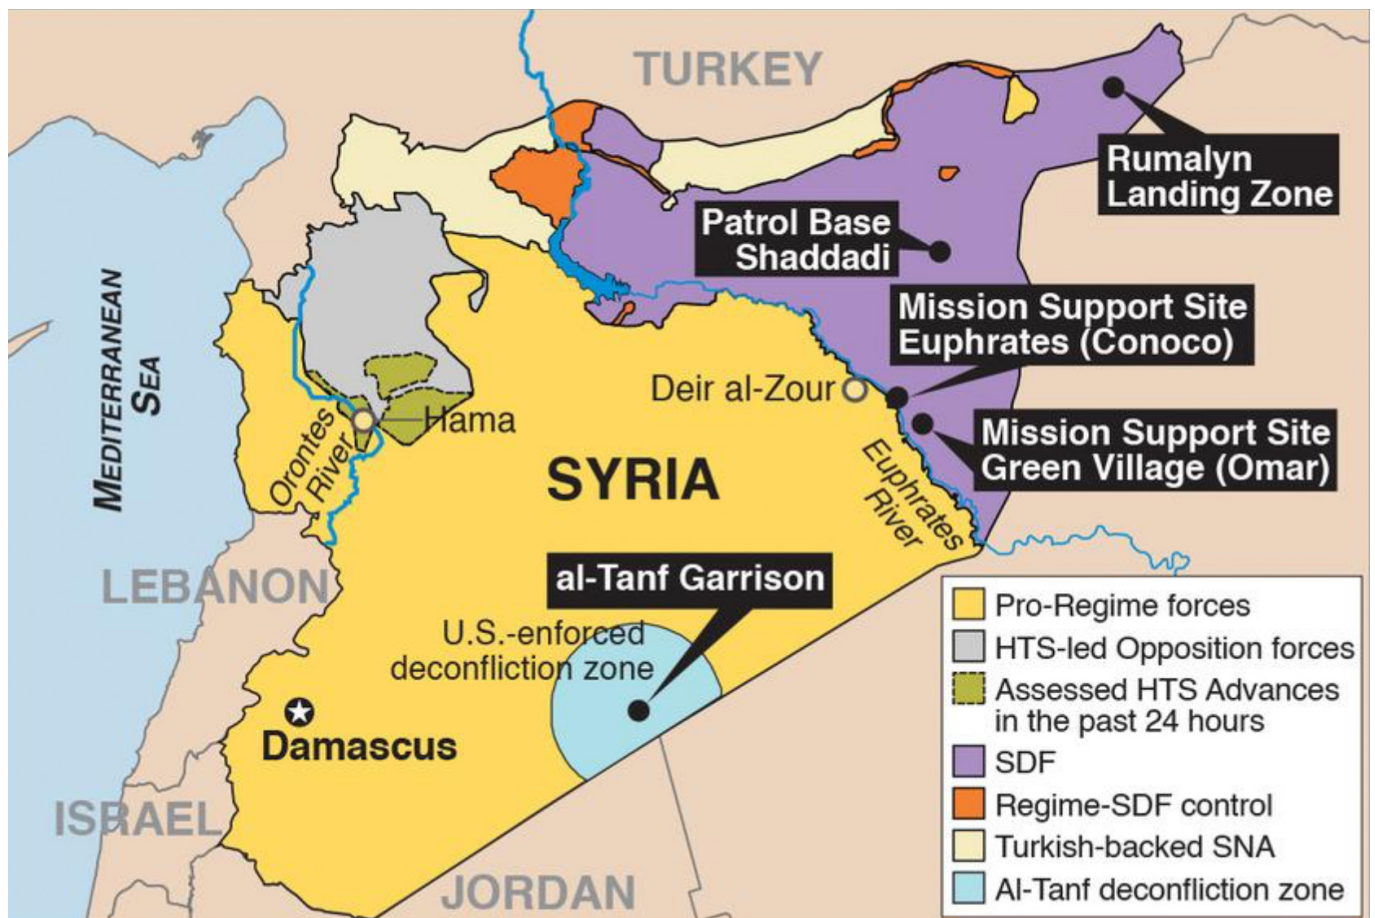 TURKEY
Rumalyn
Landing Zone
Patrol Base
Shaddadi
Mission Support Site
Euphrates (Conoco)
MEDITERRANEAN
SEA
Deir al-Zour
Hama
Orontes
River
SYRIA
Mission Support Site
Green Village (Omar)
Euphrates
River
al-Tanf Garrison
LEBANON
U.S.-enforced
deconfliction zone
Damascus
ISRAEL
JORDAN
Pro-Regime forces
HTS-led Opposition forces
Assessed HTS Advances
in the past 24 hours
SDF
Regime-SDF control
Turkish-backed SNA
Al-Tanf deconfliction zone